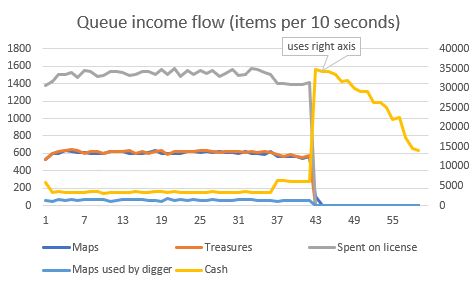 Queue income flow (items per 10 seconds)
uses right axis
1800 40000
1600 35000
1400 30000
1200 25000
1000 20000
800 15000
600 10000
400 5000
200 0
0
1 7 13 19 25 31 37 43 49 55
Maps Treasures Spent on license
Maps used by digger Cash